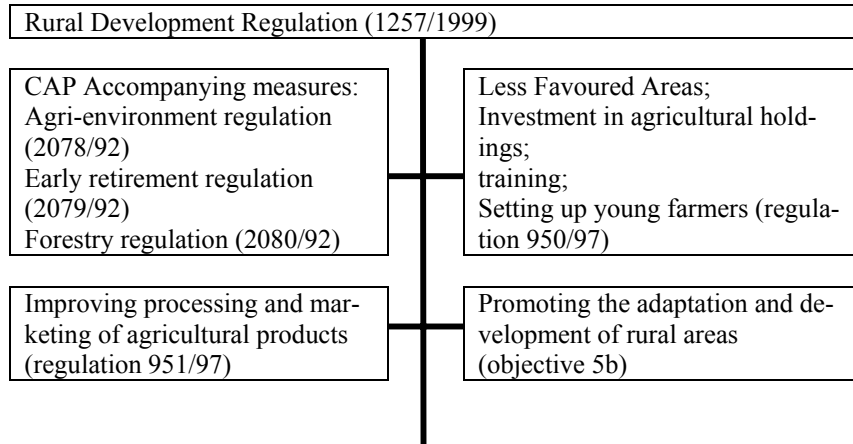 Rural Development Regulation (1257/1999)
CAP Accompanying measures:
Agri-environment regulation
(2078/92)
Early retirement regulation
(2079/92)
Forestry regulation (2080/92)
Less Favoured Areas;
Investment in agricultural hold-
ings;
training;
Setting up young farmers (regula-
tion 950/97)
Improving processing and mar-
keting of agricultural products
(regulation 951/97)
Promoting the adaptation and de-
velopment of rural areas
(objective 5b)